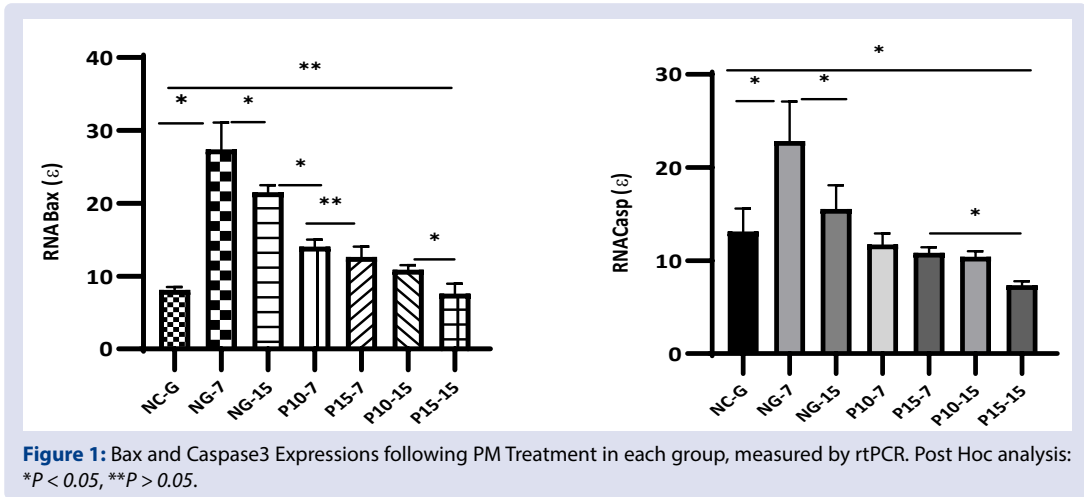 40
30
20
10
0
RNABax (ε)
**
*
*
*
**
*
NC-G
NG-7
NG-15
P10-7
P15-7
P10-15
P15-15
30
20
10
0
RNACasp (ε)
*
*
*
*
NC-G
NG-7
NG-15
P10-7
P15-7
P10-15
P15-15
Figure 1: Bax and Caspase3 Expressions following PM Treatment in each group, measured by rtPCR. Post Hoc analysis:
*P < 0.05, **P > 0.05.